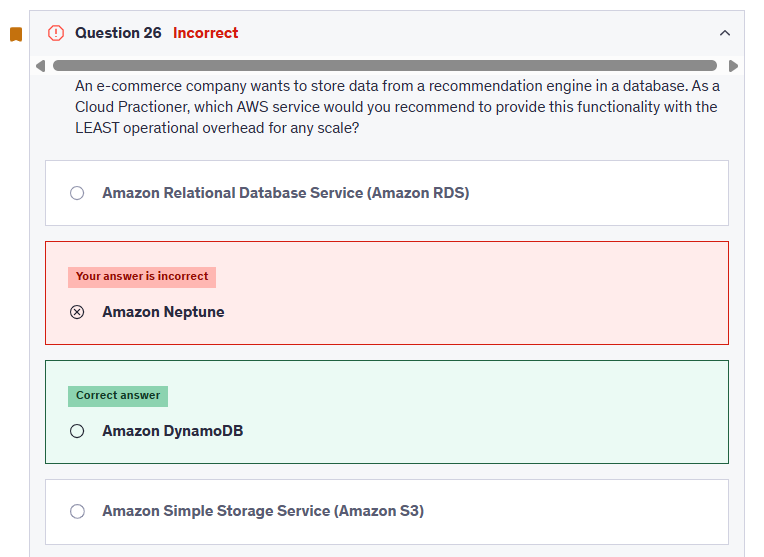 Question 26 Incorrect
An e-commerce company wants to store data from a recommendation engine in a database. As a
Cloud Practioner, which AWS service would you recommend to provide this functionality with the
LEAST operational overhead for any scale?
Amazon Relational Database Service (Amazon RDS)
Your answer is incorrect
Amazon Neptune
Correct answer
Amazon DynamoDB
Amazon Simple Storage Service (Amazon S3)